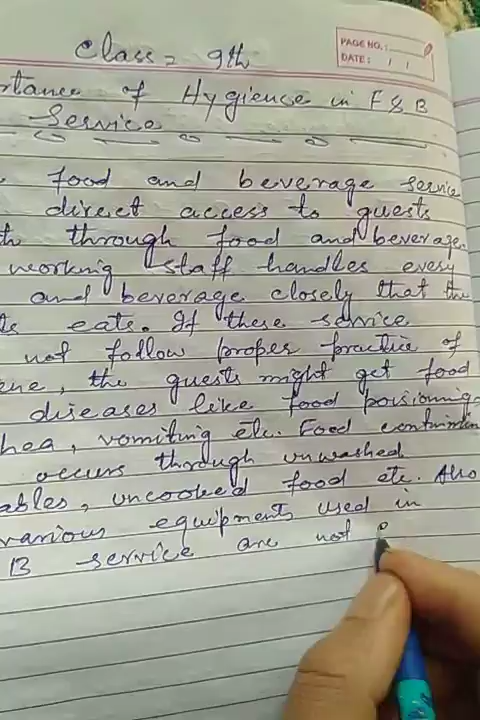 PAGE NO.:
DATE: / /
Class = 9th
rtance of Hygience in F & B
Service
food and beverage service
direct access to guests
th through food and beverage.
working staff handles every
and beverage closely that the
ts eats. If these service
not follow proper practice of
ene, the guests might get food
diseases like food poisioning
hea, vomiting etc. Food
occurs through unwashed
ables, uncooked food etc. Also
various equipments used in
B service are not